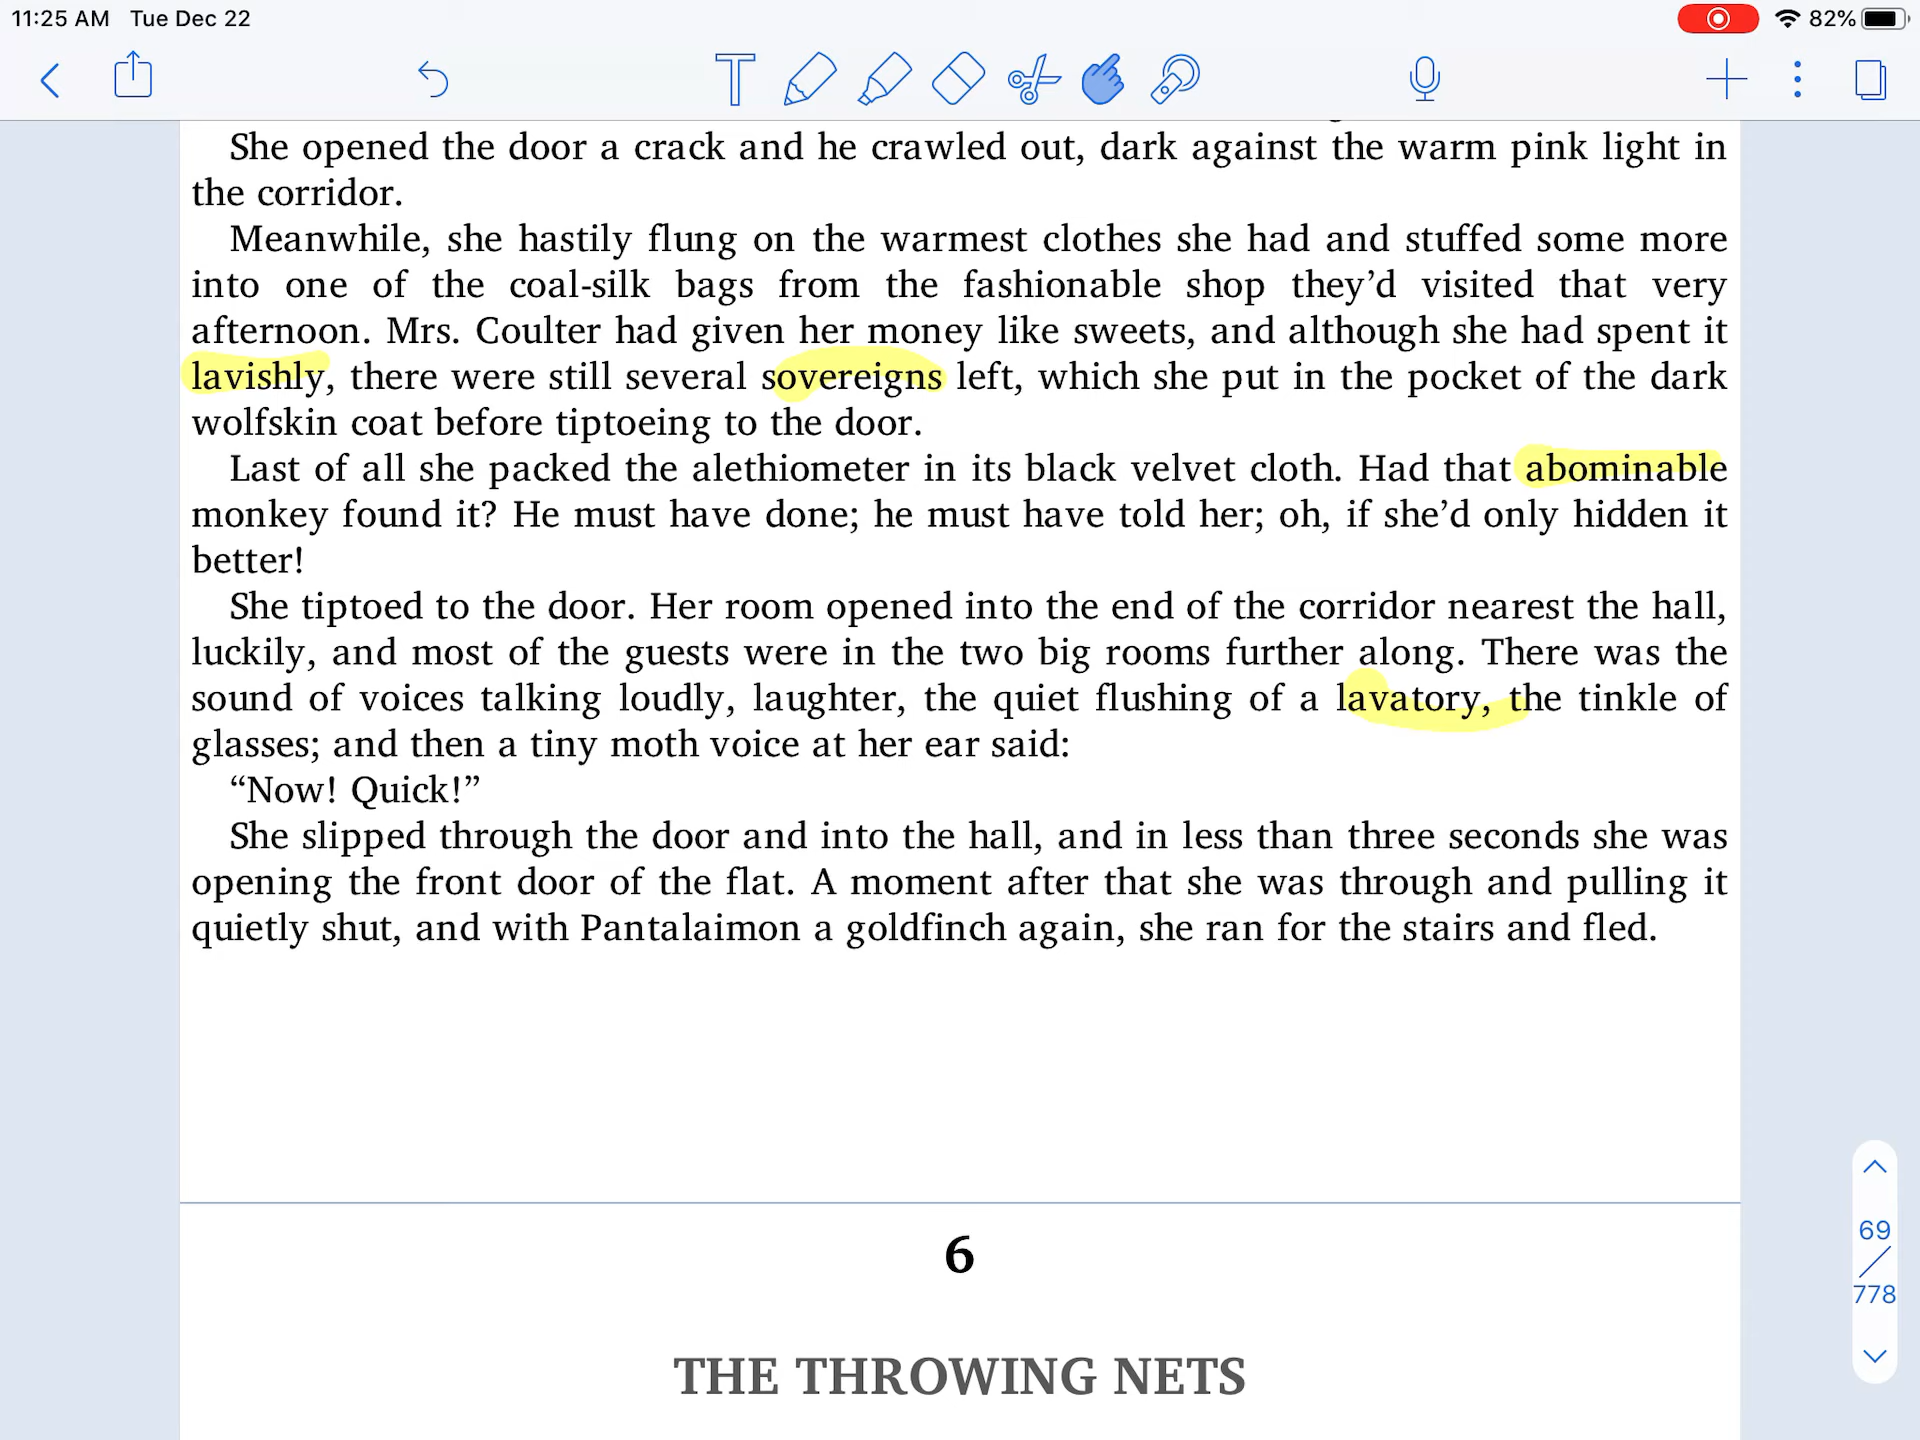 11:25 AM Tue Dec 22
82%
She opened the door a crack and he crawled out, dark against the warm pink light in
the corridor.
Meanwhile, she hastily flung on the warmest clothes she had and stuffed some more
into one of the coal-silk bags from the fashionable shop they’d visited that very
afternoon. Mrs. Coulter had given her money like sweets, and although she had spent it
lavishly, there were still several sovereigns left, which she put in the pocket of the dark
wolfskin coat before tiptoeing to the door.
Last of all she packed the alethiometer in its black velvet cloth. Had that abominable
monkey found it? He must have done; he must have told her; oh, if she’d only hidden it
better!
She tiptoed to the door. Her room opened into the end of the corridor nearest the hall,
luckily, and most of the guests were in the two big rooms further along. There was the
sound of voices talking loudly, laughter, the quiet flushing of a lavatory, the tinkle of
glasses; and then a tiny moth voice at her ear said:
“Now! Quick!”
She slipped through the door and into the hall, and in less than three seconds she was
opening the front door of the flat. A moment after that she was through and pulling it
quietly shut, and with Pantalaimon a goldfinch again, she ran for the stairs and fled.
69
/
778
6
THE THROWING NETS